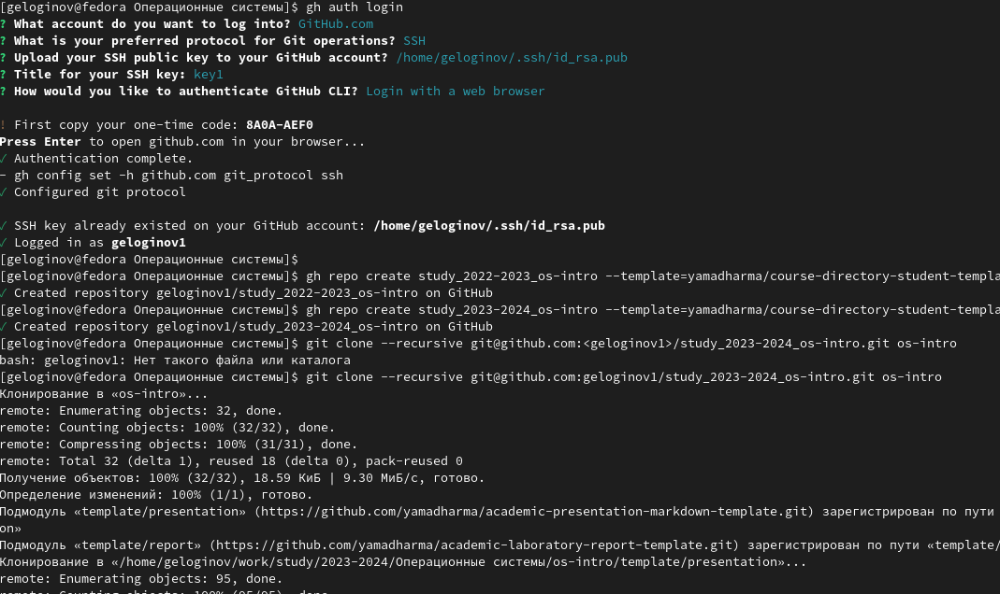 [geloginov@fedora Операционные системы]$ gh auth login
? What account do you want to log into? GitHub.com
? What is your preferred protocol for Git operations? SSH
? Upload your SSH public key to your GitHub account? /home/geloginov/.ssh/id_rsa.pub
? Title for your SSH key: key1
? How would you like to authenticate GitHub CLI? Login with a web browser
! First copy your one-time code: 8A0A-AEF0
Press Enter to open github.com in your browser...
✓ Authentication complete.
- gh config set -h github.com git_protocol ssh
✓ Configured git protocol
✓ SSH key already existed on your GitHub account: /home/geloginov/.ssh/id_rsa.pub
✓ Logged in as geloginov1
[geloginov@fedora Операционные системы]$
[geloginov@fedora Операционные системы]$ gh repo create study_2022-2023_os-intro --template=yamadharma/course-directory-student-templa
✓ Created repository geloginov1/study_2022-2023_os-intro on GitHub
[geloginov@fedora Операционные системы]$ gh repo create study_2023-2024_os-intro --template=yamadharma/course-directory-student-templa
✓ Created repository geloginov1/study_2023-2024_os-intro on GitHub
[geloginov@fedora Операционные системы]$ git clone --recursive git@github.com:<geloginov1>/study_2023-2024_os-intro.git os-intro
bash: geloginov1: Нет такого файла или каталога
[geloginov@fedora Операционные системы]$ git clone --recursive git@github.com:geloginov1/study_2023-2024_os-intro.git os-intro
Клонирование в «os-intro»...
remote: Enumerating objects: 32, done.
remote: Counting objects: 100% (32/32), done.
remote: Compressing objects: 100% (31/31), done.
remote: Total 32 (delta 1), reused 18 (delta 0), pack-reused 0
Получение объектов: 100% (32/32), 18.59 КиБ | 9.30 МиБ/с, готово.
Определение изменений: 100% (1/1), готово.
Подмодуль «template/presentation» (https://github.com/yamadharma/academic-presentation-markdown-template.git) зарегистрирован по пути
on»
Подмодуль «template/report» (https://github.com/yamadharma/academic-laboratory-report-template.git) зарегистрирован по пути «template/
Клонирование в «/home/geloginov/work/study/2023-2024/Операционные системы/os-intro/template/presentation»...
remote: Enumerating objects: 95, done.
remote: Counting objects: 100% (95/95), done.